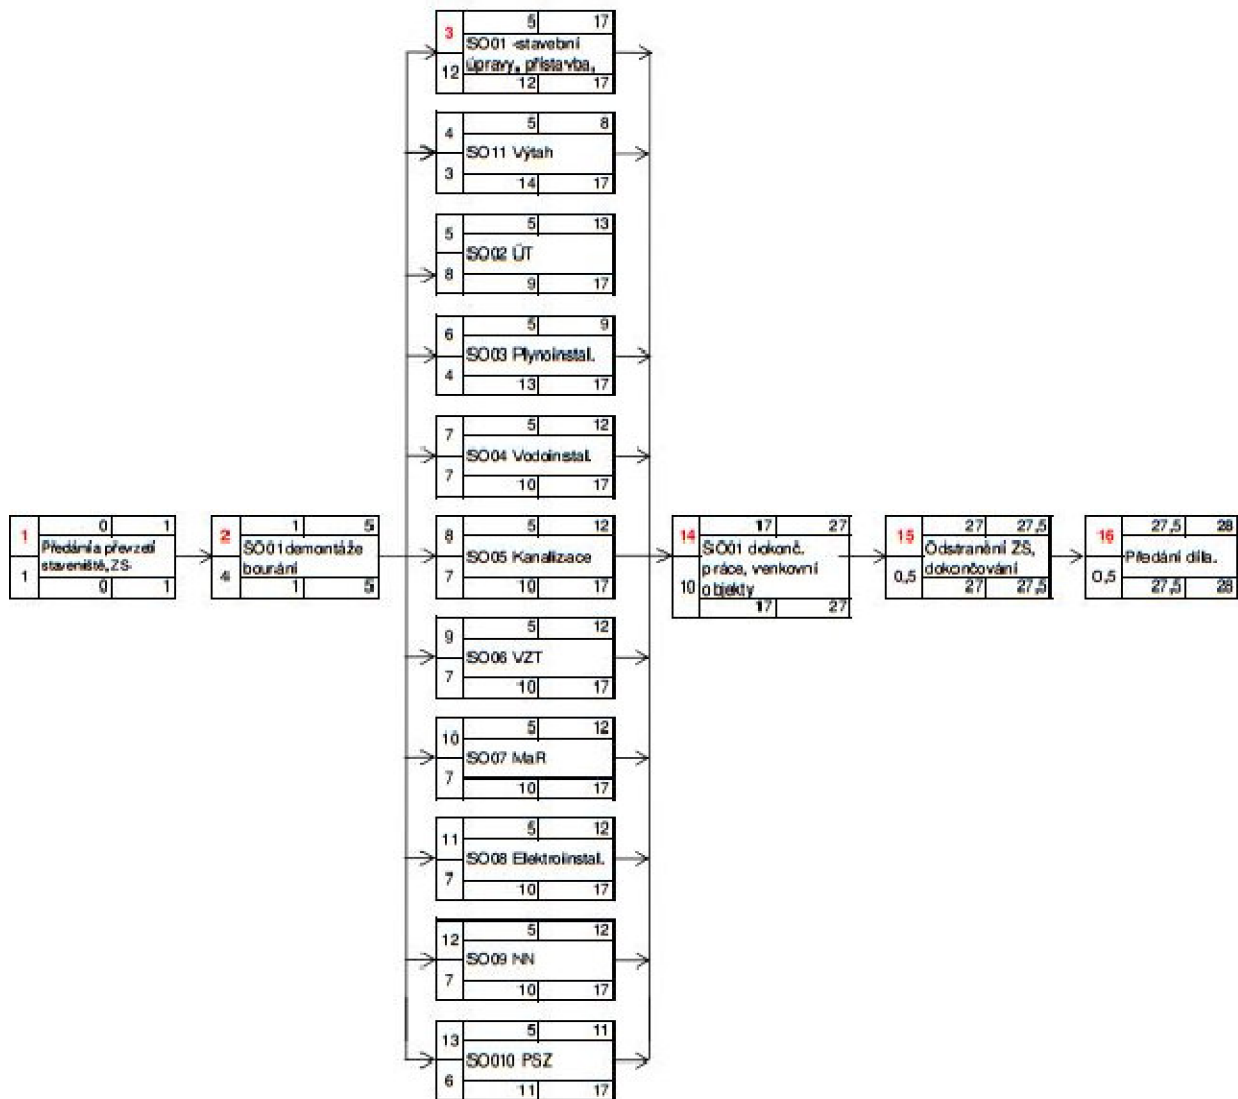 3
5 17
SO01 -stavební
úpravy, přístavba,
12
12 17
4
5 8
SO11 Výtah
3
14 17
5
5 13
SO02 ÚT
8
9 17
6
5 9
SO03 Plynoinstal.
4
13 17
7
5 12
SO04 Vodoinstal.
7
10 17
1
0 1
Předání a převzetí
staveniště, ZS
1
0 1
2
1 5
SO01 demontáže
bourání
4
1 5
8
5 12
SO05 Kanalizace
7
10 17
14
17 27
SO01 dokonč.
práce, venkovní
objekty
10
17 27
15
27 27,5
Odstranění ZS,
dokončování
0,5
27 27,5
16
27,5 28
Předání díla.
0,5
27,5 28
9
5 12
SO06 VZT
7
10 17
10
5 12
SO07 MaR
7
10 17
11
5 12
SO08 Elektroinstal.
7
10 17
12
5 12
SO09 NN
7
10 17
13
5 11
SO010 PSZ
6
11 17